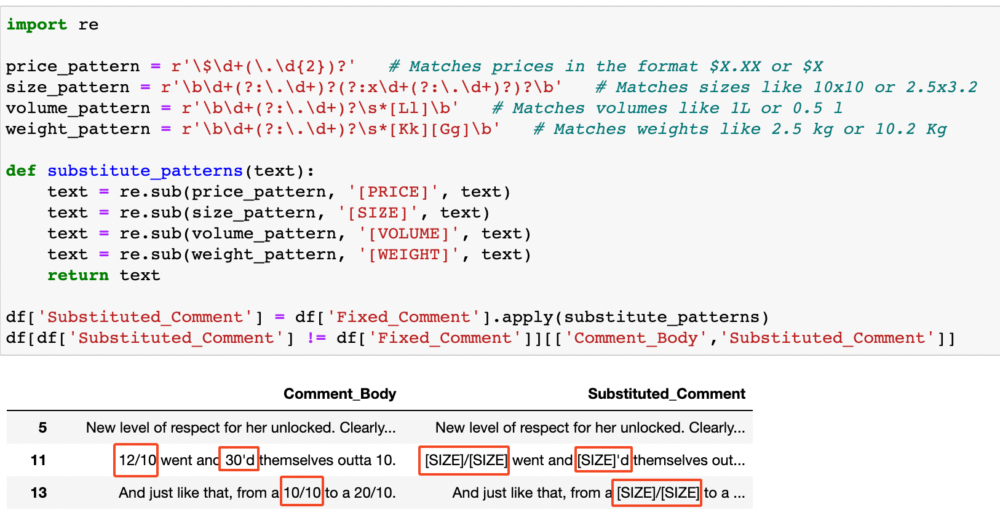 import re
price_pattern = r'\$\d+(\.\d{2})?'   # Matches prices in the format $X.XX or $X
size_pattern = r'\b\d+(?:\.\d+)?(?:x\d+(?:\.\d+)?)?\b'   # Matches sizes like 10x10 or 2.5x3.2
volume_pattern = r'\b\d+(?:\.\d+)?\s*[Ll]\b'   # Matches volumes like 1L or 0.5 l
weight_pattern = r'\b\d+(?:\.\d+)?\s*[Kk][Gg]\b'   # Matches weights like 2.5 kg or 10.2 Kg
def substitute_patterns(text):
    text = re.sub(price_pattern, '[PRICE]', text)
    text = re.sub(size_pattern, '[SIZE]', text)
    text = re.sub(volume_pattern, '[VOLUME]', text)
    text = re.sub(weight_pattern, '[WEIGHT]', text)
    return text
df['Substituted_Comment'] = df['Fixed_Comment'].apply(substitute_patterns)
df[df['Substituted_Comment'] != df['Fixed_Comment']][['Comment_Body','Substituted_Comment']]
Comment_Body Substituted_Comment
5 New level of respect for her unlocked. Clearly... New level of respect for her unlocked. Clearly...
11 12/10 went and 30'd themselves outta 10. [SIZE]/[SIZE] went and [SIZE]'d themselves out...
13 And just like that, from a 10/10 to a 20/10. And just like that, from a [SIZE]/[SIZE] to a ...